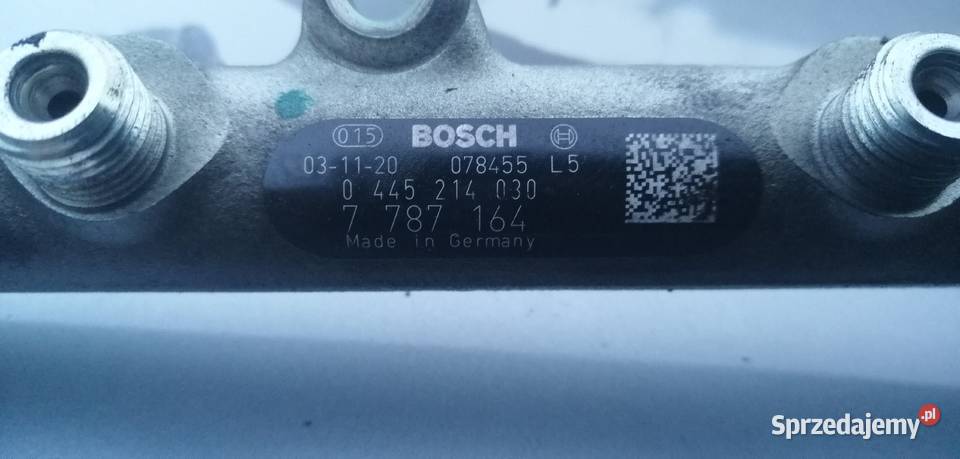 015 BOSCH
03-11-20 078455 L5
0 445 214 030
7 787 164
Made in Germany
Sprzedajemy.pl